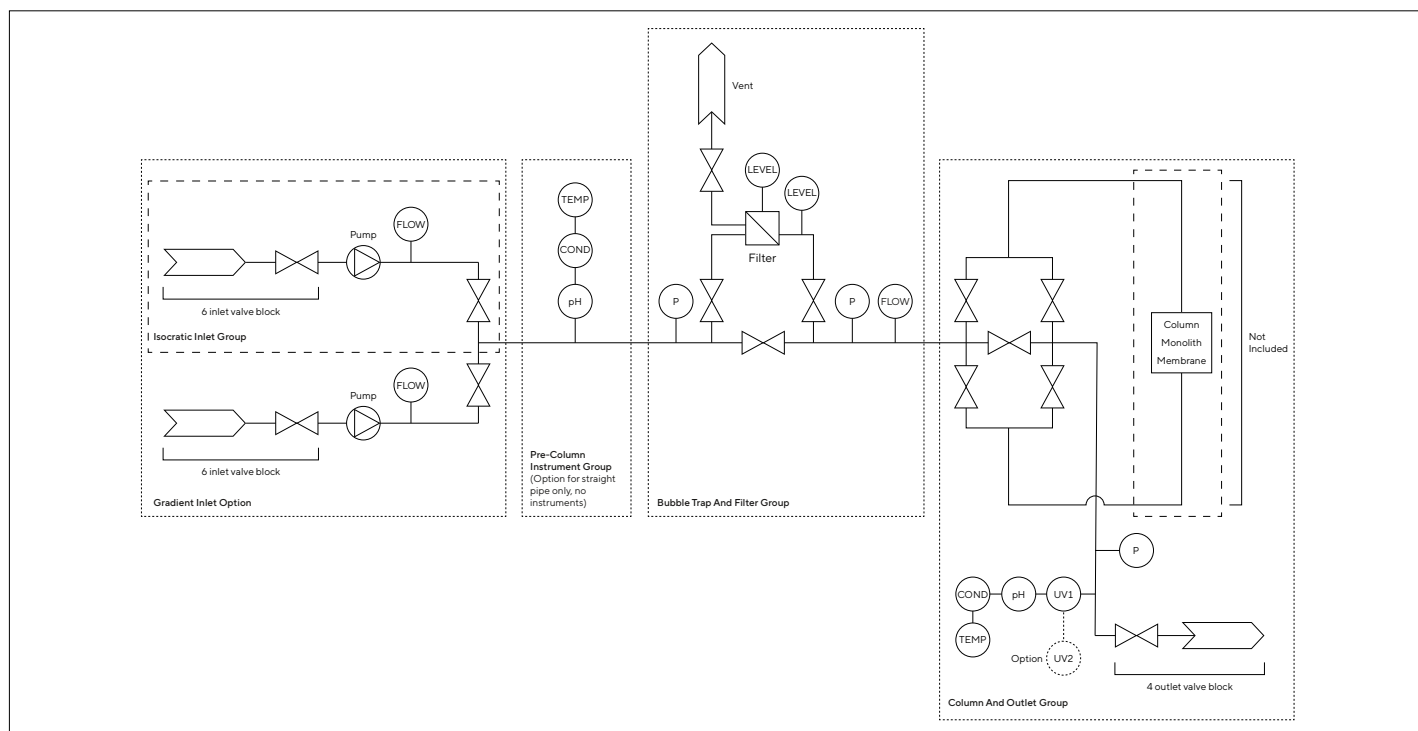 Vent
LEVEL
LEVEL
Filter
TEMP
COND
pH
FLOW
Pump
6 inlet valve block
Isocratic Inlet Group
FLOW
Pump
6 inlet valve block
Gradient Inlet Option
Pre-Column
Instrument Group
(Option for straight
pipe only, no
instruments)
P
P
FLOW
Bubble Trap And Filter Group
Column
Monolith
Membrane
Not
Included
P
COND
pH
UV1
TEMP
Option
UV2
4 outlet valve block
Column And Outlet Group